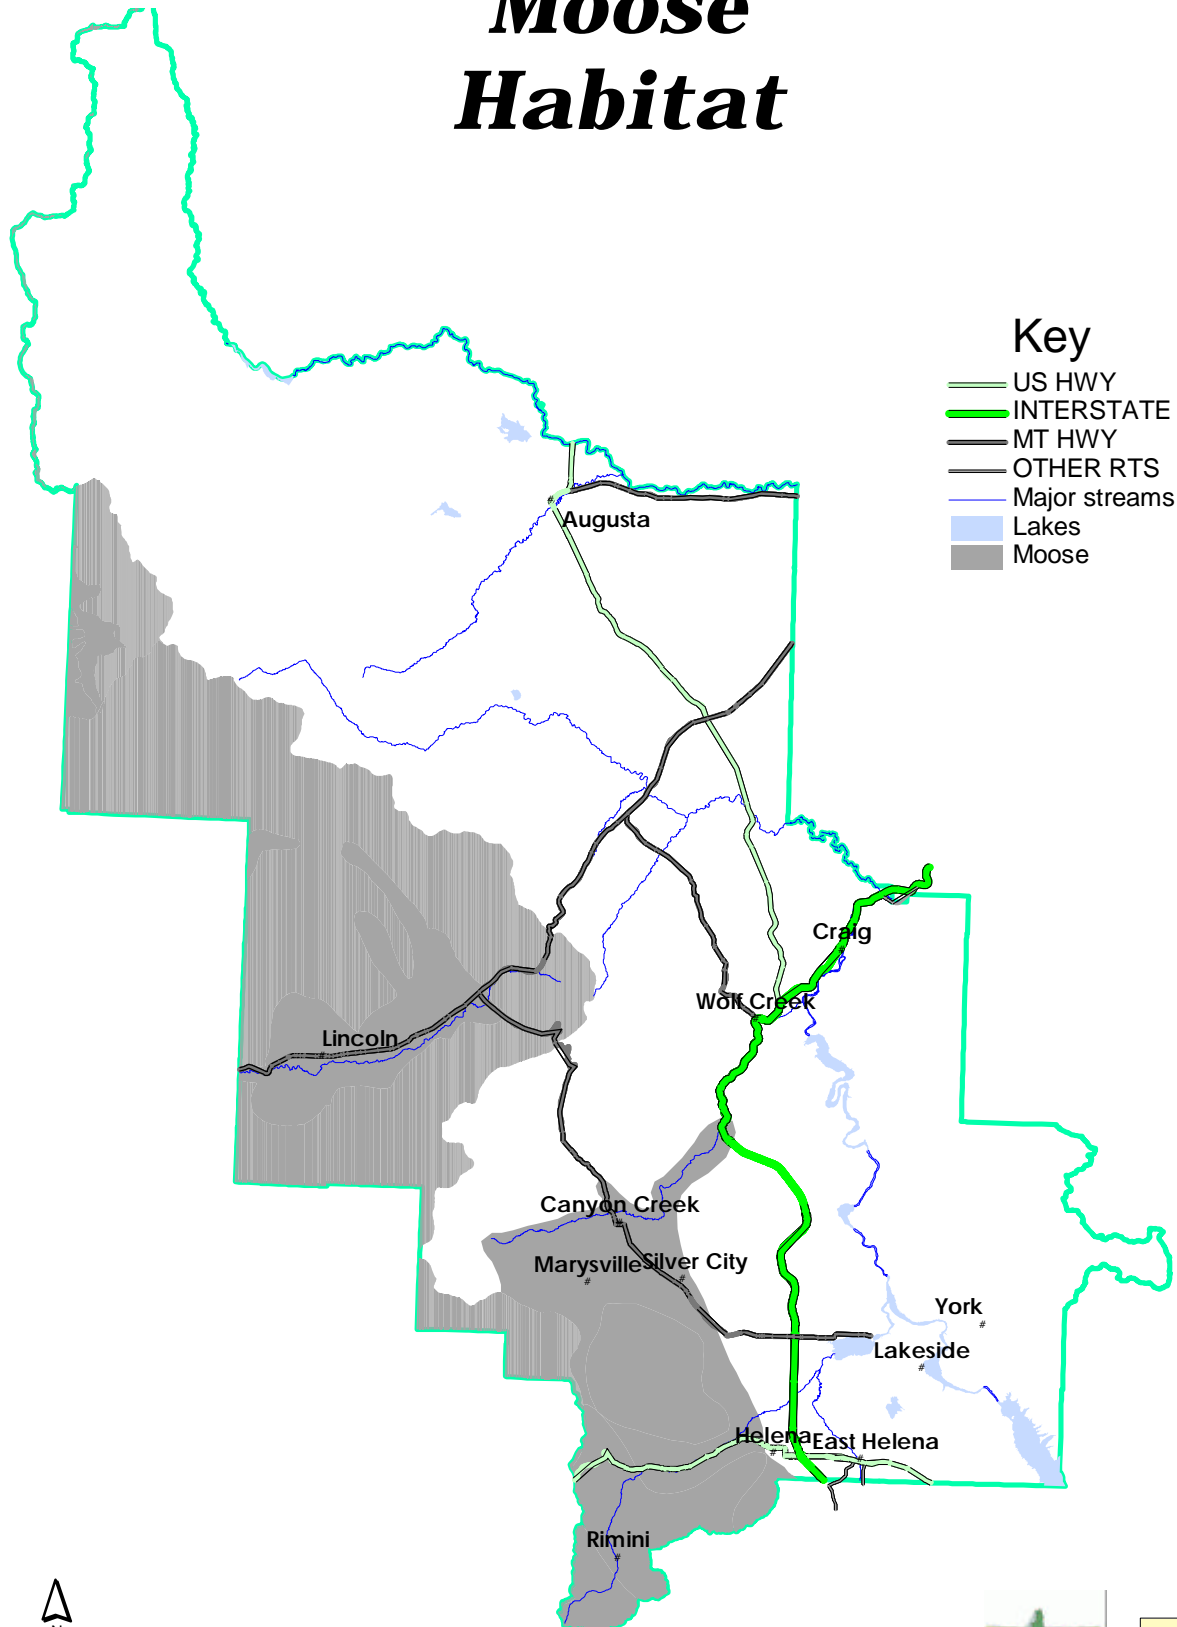 Moose
Habitat
Key
US HWY
INTERSTATE
MT HWY
OTHER RTS
Major streams
Lakes
Moose
Augusta
Craig
Wolf Creek
Lincoln
Canyon Creek
Marysville
Silver City
York
Lakeside
Helena
East Helena
Rimini